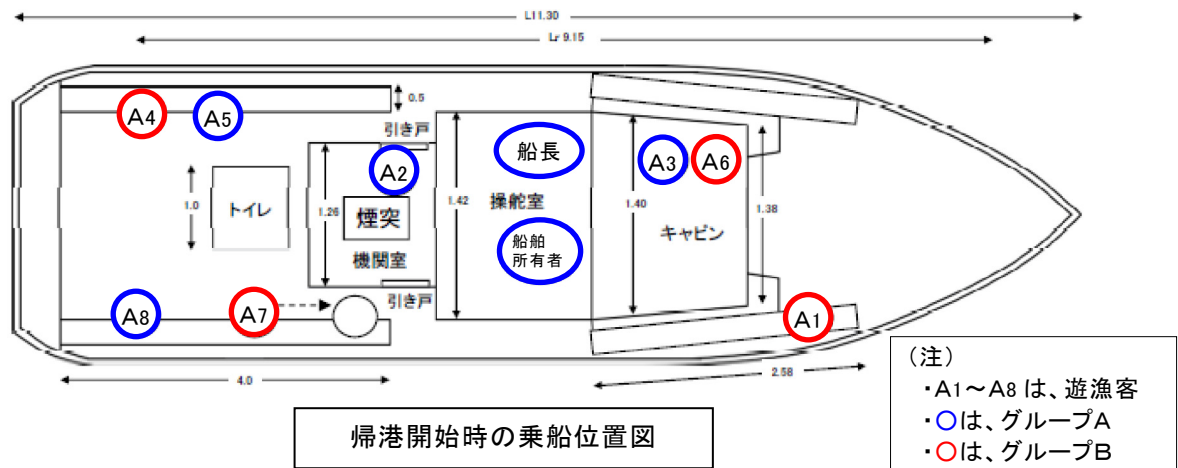 L11.30
Lr 9.15
A4
A5
0.5
引き戸
A2
船長
A3
A6
1.0
トイレ
1.26
煙突
1.42
操舵室
1.40
キャビン
1.38
機関室
船舶
所有者
引き戸
A8
A7
A1
4.0
2.58
帰港開始時の乗船位置図
(注)
・A1～A8 は、遊漁客
・○は、グループA
・○は、グループB